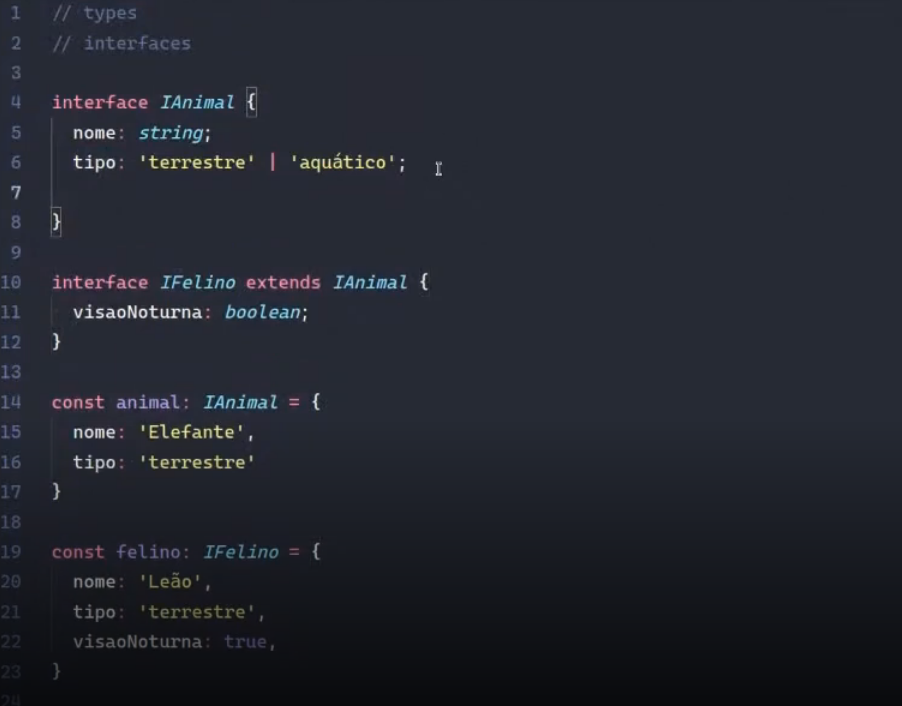 1 // types
2 // interfaces
3
4 interface IAnimal {
5 nome: string;
6 tipo: 'terrestre' | 'aquático';
7
8 }
9
10 interface IFelino extends IAnimal {
11 visaoNoturna: boolean;
12 }
13
14 const animal: IAnimal = {
15 nome: 'Elefante',
16 tipo: 'terrestre'
17 }
18
19 const felino: IFelino = {
20 nome: 'Leão',
21 tipo: 'terrestre',
22 visaoNoturna: true,
23 }
24